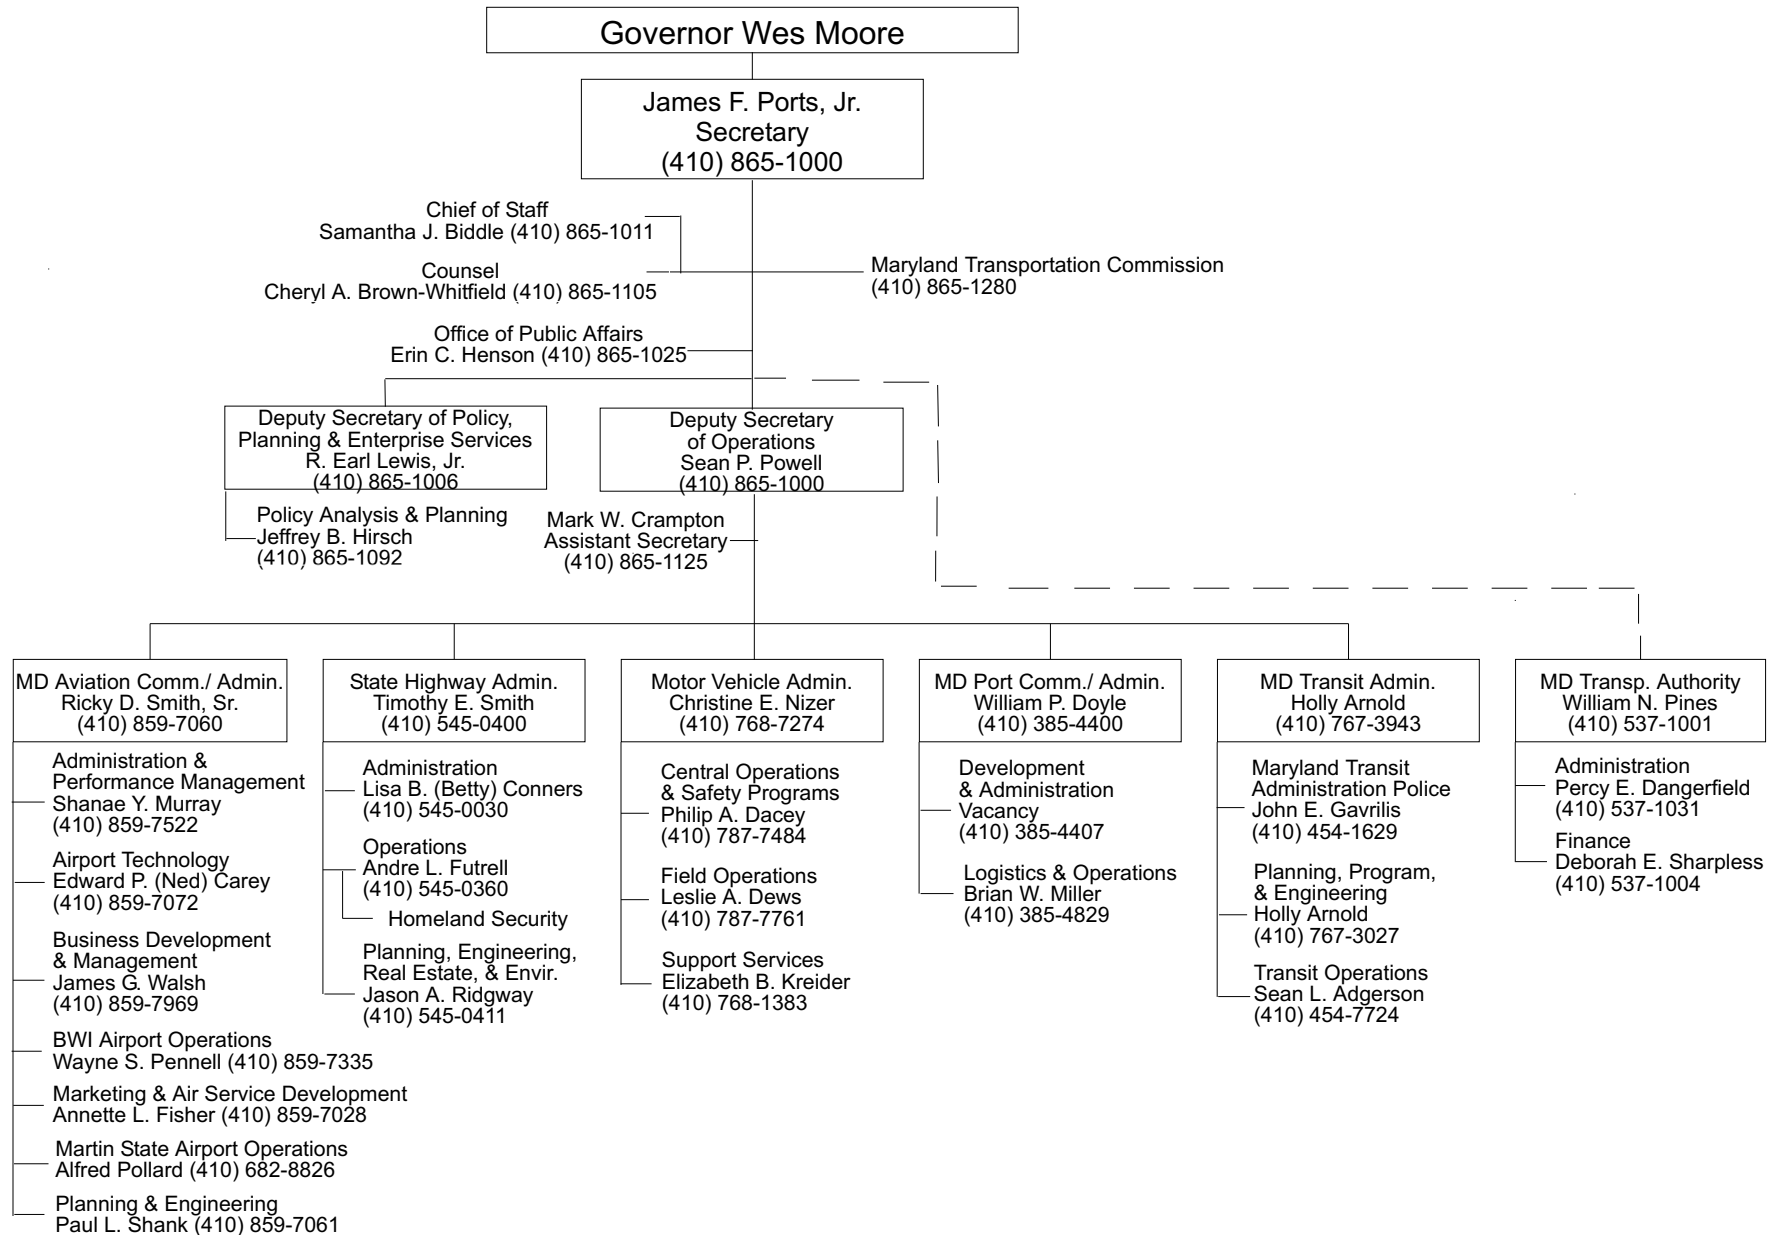 Governor Wes Moore
James F. Ports, Jr.
Secretary
(410) 865-1000
Chief of Staff
Samantha J. Biddle (410) 865-1011
Counsel
Cheryl A. Brown-Whitfield (410) 865-1105
Maryland Transportation Commission
(410) 865-1280
Office of Public Affairs
Erin C. Henson (410) 865-1025
Deputy Secretary of Policy,
Planning & Enterprise Services
R. Earl Lewis, Jr.
(410) 865-1006
Policy Analysis & Planning
Jeffrey B. Hirsch
(410) 865-1092
Deputy Secretary
of Operations
Sean P. Powell
(410) 865-1000
Mark W. Crampton
Assistant Secretary
(410) 865-1125
MD Aviation Comm./ Admin.
Ricky D. Smith, Sr.
(410) 859-7060
Administration &
Performance Management
Shanae Y. Murray
(410) 859-7522
Airport Technology
Edward P. (Ned) Carey
(410) 859-7072
Business Development
& Management
James G. Walsh
(410) 859-7969
BWI Airport Operations
Wayne S. Pennell (410) 859-7335
Marketing & Air Service Development
Annette L. Fisher (410) 859-7028
Martin State Airport Operations
Alfred Pollard (410) 682-8826
Planning & Engineering
Paul L. Shank (410) 859-7061
State Highway Admin.
Timothy E. Smith
(410) 545-0400
Administration
Lisa B. (Betty) Conners
(410) 545-0030
Operations
Andre L. Futrell
(410) 545-0360
Homeland Security
Planning, Engineering,
Real Estate, & Envir.
Jason A. Ridgway
(410) 545-0411
Motor Vehicle Admin.
Christine E. Nizer
(410) 768-7274
Central Operations
& Safety Programs
Philip A. Dacey
(410) 787-7484
Field Operations
Leslie A. Dews
(410) 787-7761
Support Services
Elizabeth B. Kreider
(410) 768-1383
MD Port Comm./ Admin.
William P. Doyle
(410) 385-4400
Development
& Administration
Vacancy
(410) 385-4407
Logistics & Operations
Brian W. Miller
(410) 385-4829
MD Transit Admin.
Holly Arnold
(410) 767-3943
Maryland Transit
Administration Police
John E. Gavrilis
(410) 454-1629
Planning, Program,
& Engineering
Holly Arnold
(410) 767-3027
Transit Operations
Sean L. Adgerson
(410) 454-7724
MD Transp. Authority
William N. Pines
(410) 537-1001
Administration
Percy E. Dangerfield
(410) 537-1031
Finance
Deborah E. Sharpless
(410) 537-1004